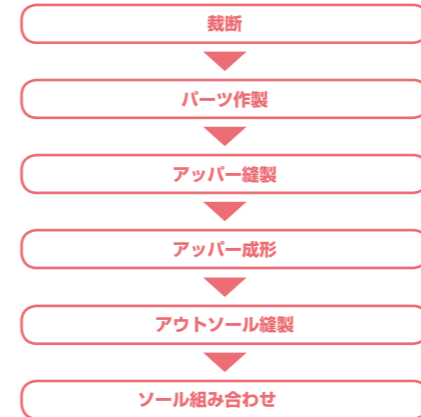 裁断
パーツ作製
アッパー縫製
アッパー成形
アウトソール縫製
ソール組み合わせ